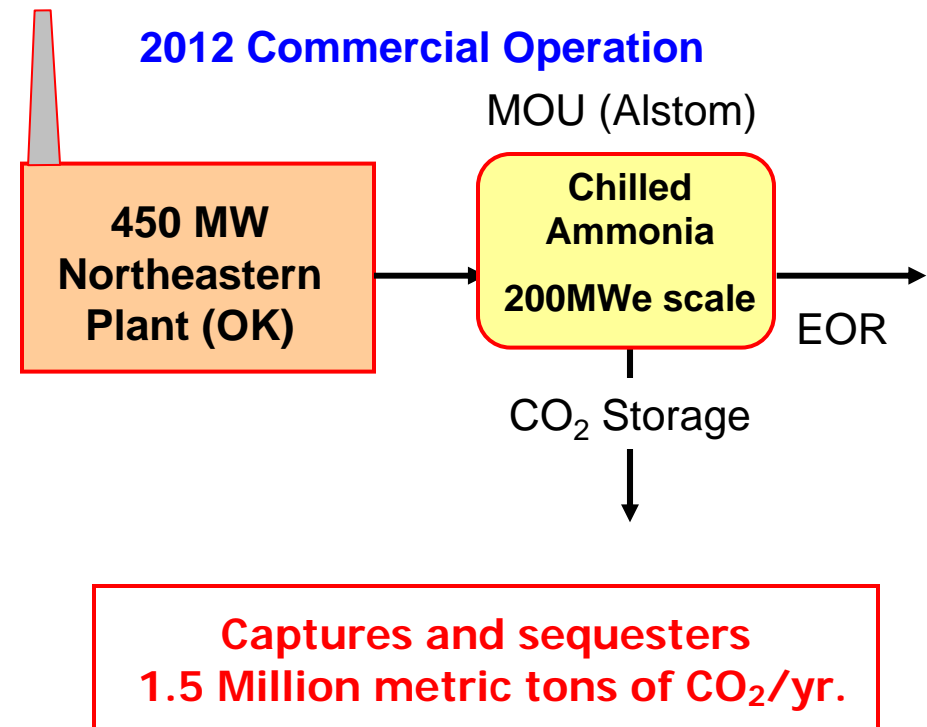 2012 Commercial Operation
MOU (Alstom)
450 MW
Northeastern
Plant (OK)
Chilled
Ammonia
200MWe scale
EOR
CO₂ Storage
Captures and sequesters
1.5 Million metric tons of CO₂/yr.